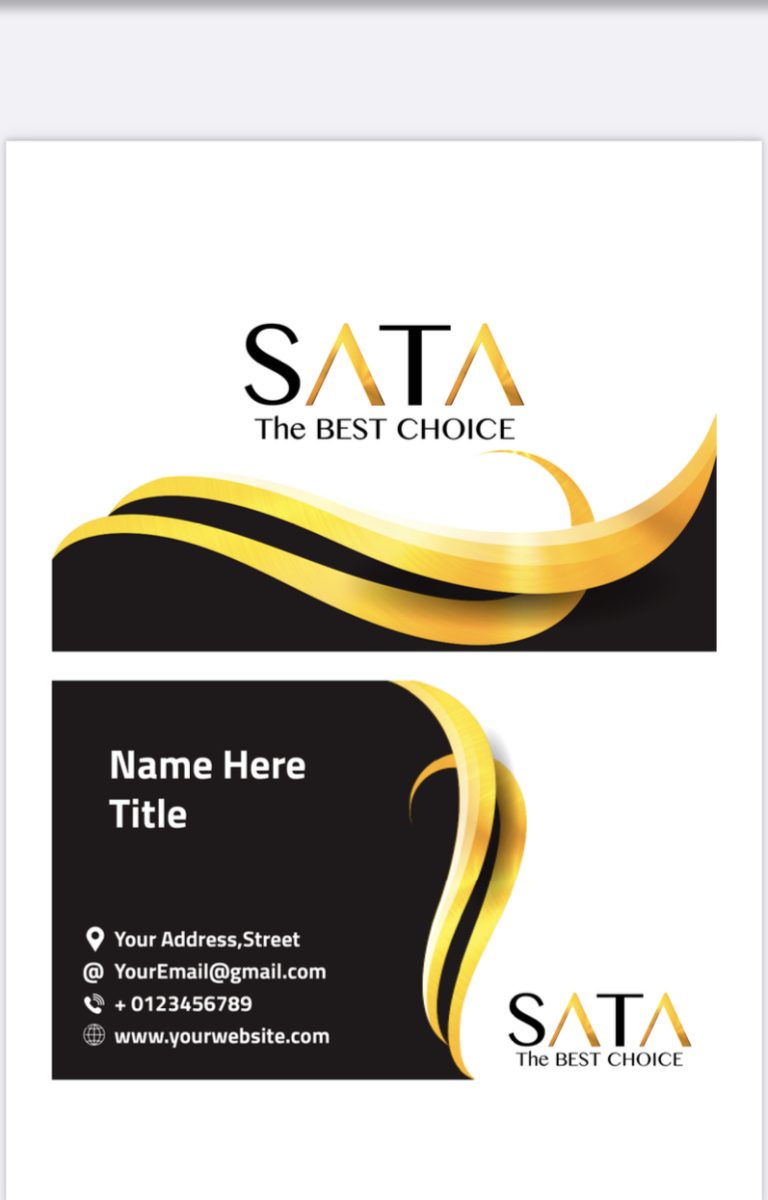 SATA
The BEST CHOICE
Name Here
Title
Your Address,Street
@ YourEmail@gmail.com
+ 0123456789
www.yourwebsite.com
SATA
The BEST CHOICE